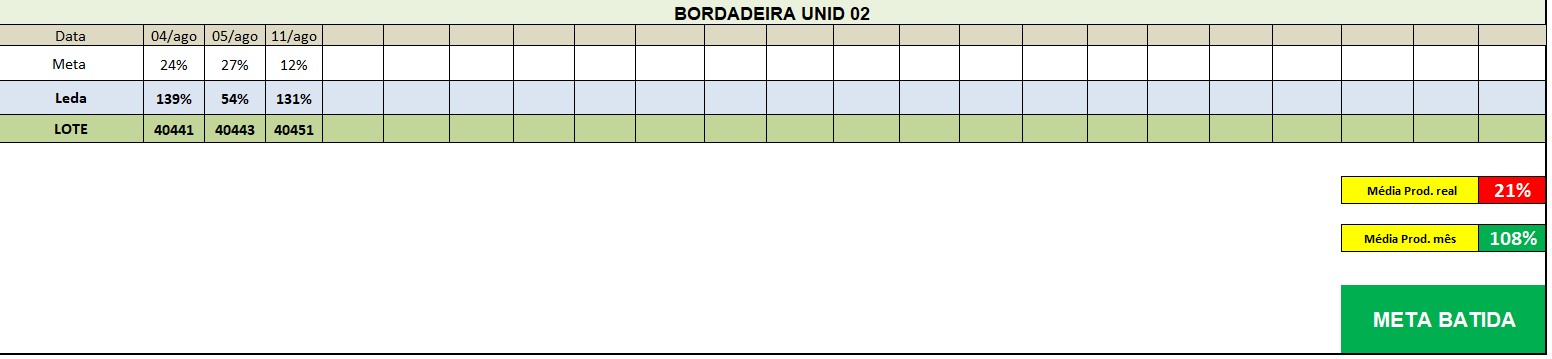 BORDADEIRA UNID 02
Data 04/ago 05/ago 11/ago
Meta 24% 27% 12%
Leda 139% 54% 131%
LOTE 40441 40443 40451
Média Prod. real 21%
Média Prod. mês 108%
META BATIDA